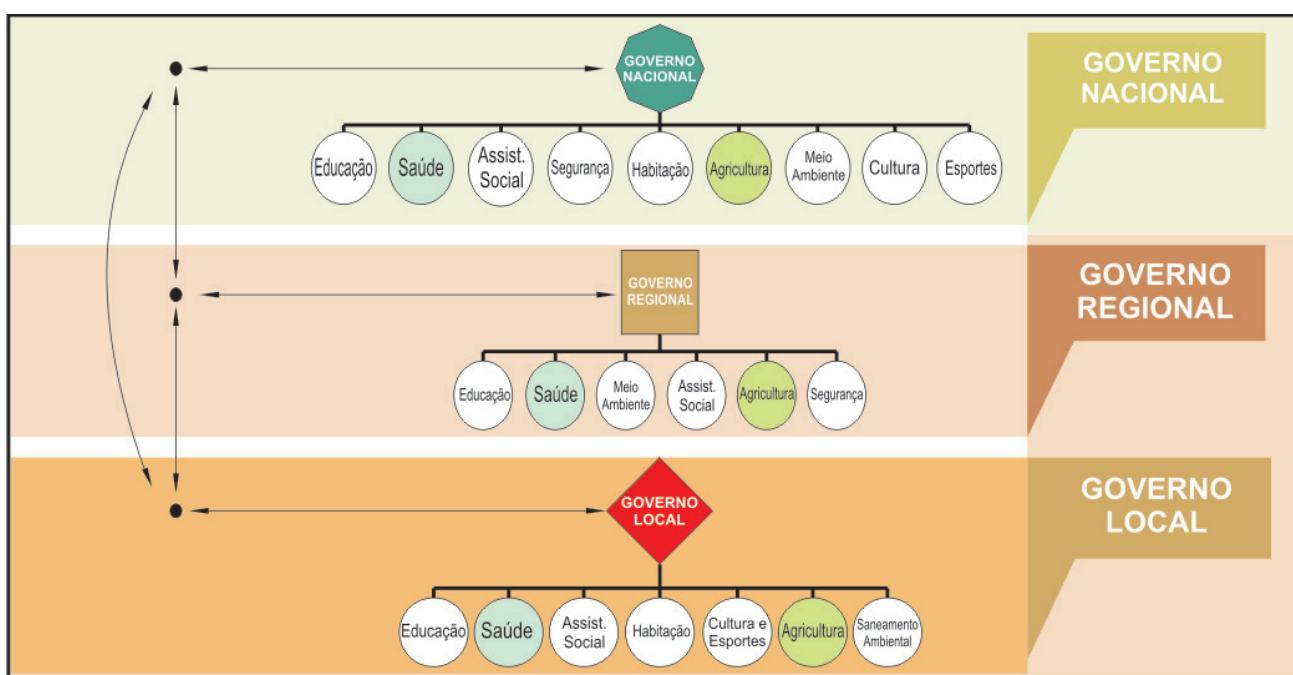 GOVERNO
NACIONAL
GOVERNO
NACIONAL
Educação
Saúde
Assist.
Social
Segurança
Habitação
Agricultura
Meio
Ambiente
Cultura
Esportes
GOVERNO
REGIONAL
GOVERNO
REGIONAL
Educação
Saúde
Meio
Ambiente
Assist.
Social
Agricultura
Segurança
GOVERNO
LOCAL
GOVERNO
LOCAL
Educação
Saúde
Assist.
Social
Habitação
Cultura e
Esportes
Agricultura
Saneamento
Ambiental